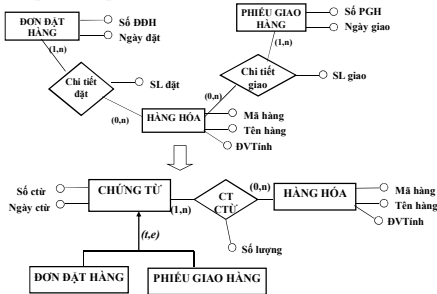 ĐƠN ĐẶT
HÀNG
Số ĐĐH
Ngày đặt
PHIẾU GIAO
HÀNG
Số PGH
Ngày giao
(1,n)
(1,n)
Chi tiết
đặt
SL đặt
Chi tiết
giao
SL giao
(0,n)
(0,n)
HÀNG HÓA
Mã hàng
Tên hàng
ĐVTính
Số ctừ
Ngày ctừ
CHỨNG TỪ
(1,n)
CT
CTỪ
(0,n)
HÀNG HÓA
Mã hàng
Tên hàng
ĐVTính
Số lượng
(t,e)
ĐƠN ĐẶT HÀNG
PHIẾU GIAO HÀNG